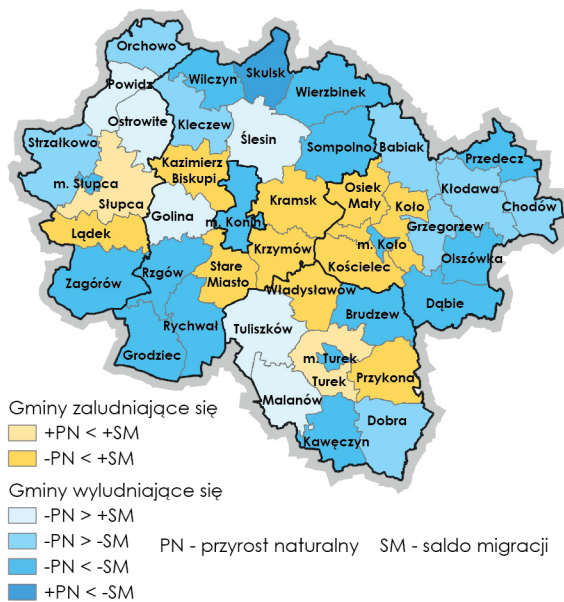 Orchowo
Skulsk
Wilczyn
Powidz
Wierzbinek
Ostrowite
Kleczew
Ślesin
Strzałkowo
Sompolno
Babiak
Przedecz
Kazimierz
Biskupi
m. Słupca
Kłodawa
Osiek
Mały
Słupca
Kramsk
Koło
Chodów
Golina
m. Konin
Grzegorzew
Lądek
m. Koło
Krzymów
Kościelec
Olszówka
Stare
Miasto
Zagórów
Rzgów
Władysławów
Dąbie
Brudzew
Rychwał
Tuliszków
Grodziec
m. Turek
Turek
Przykona
Malanów
Dobra
Kawęczyn
Gminy zaludniające się
+PN < +SM
-PN < +SM
Gminy wyludniające się
-PN > +SM
-PN > -SM
-PN < -SM
+PN < -SM
PN - przyrost naturalny SM - saldo migracji